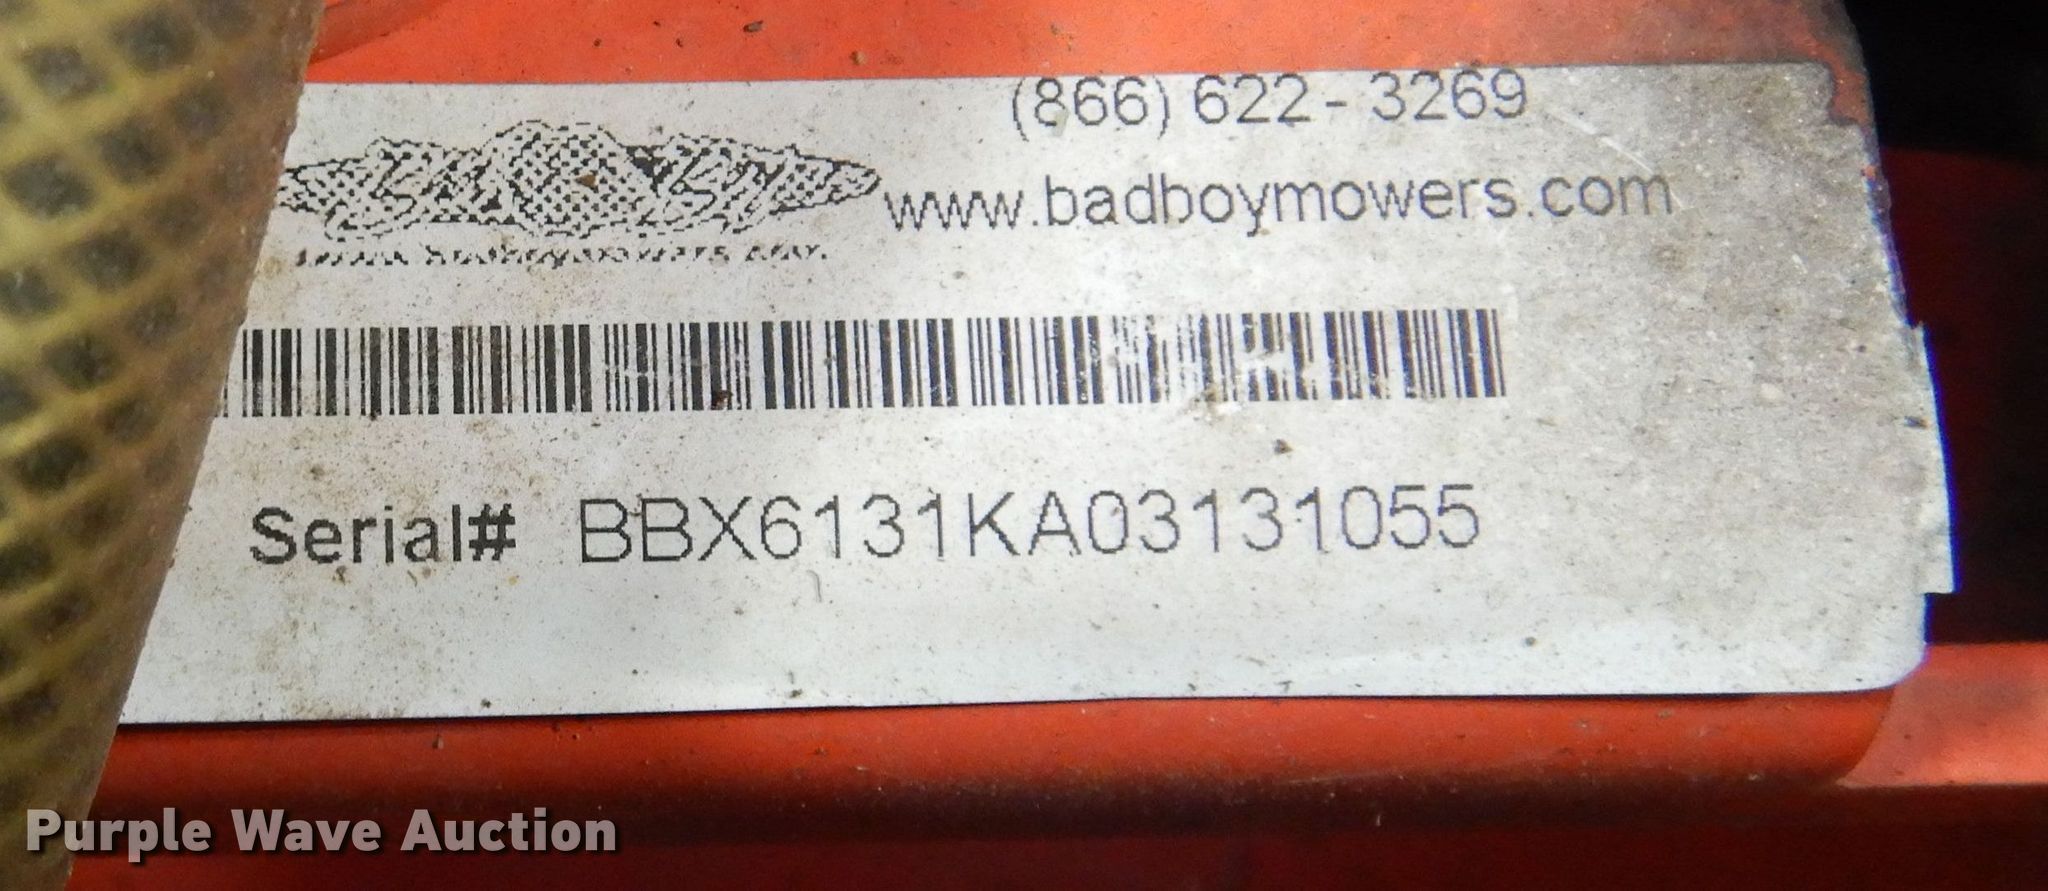 (866) 622-3269
www.badboymowers.com
Serial# BBX6131KA03131055
Purple Wave Auction